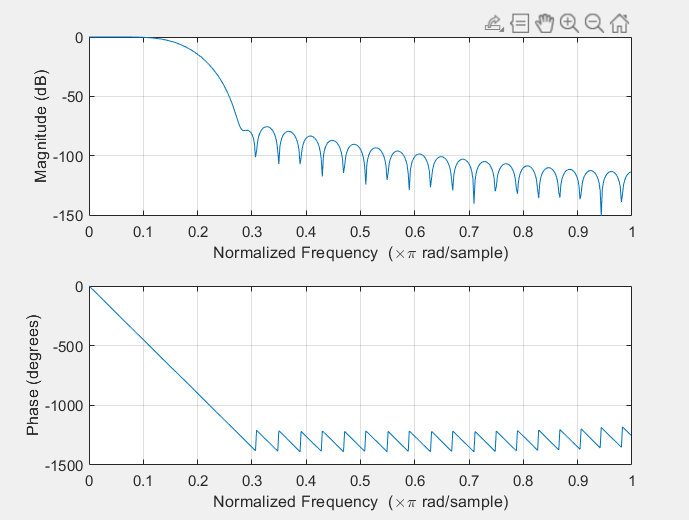 Magnitude (dB)
0
-50
-100
-150
0 0.1 0.2 0.3 0.4 0.5 0.6 0.7 0.8 0.9 1
Normalized Frequency (×π rad/sample)
Phase (degrees)
0
-500
-1000
-1500
0 0.1 0.2 0.3 0.4 0.5 0.6 0.7 0.8 0.9 1
Normalized Frequency (×π rad/sample)